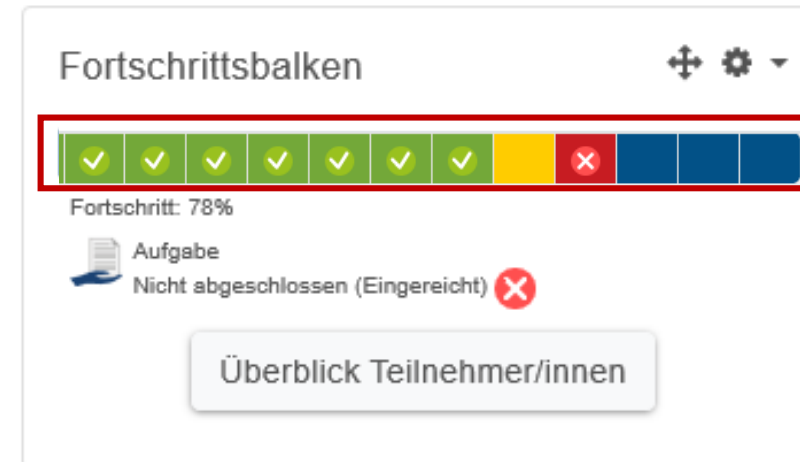 Fortschrittsbalken
Fortschritt: 78%
Aufgabe
Nicht abgeschlossen (Eingereicht)
Überblick Teilnehmer/innen